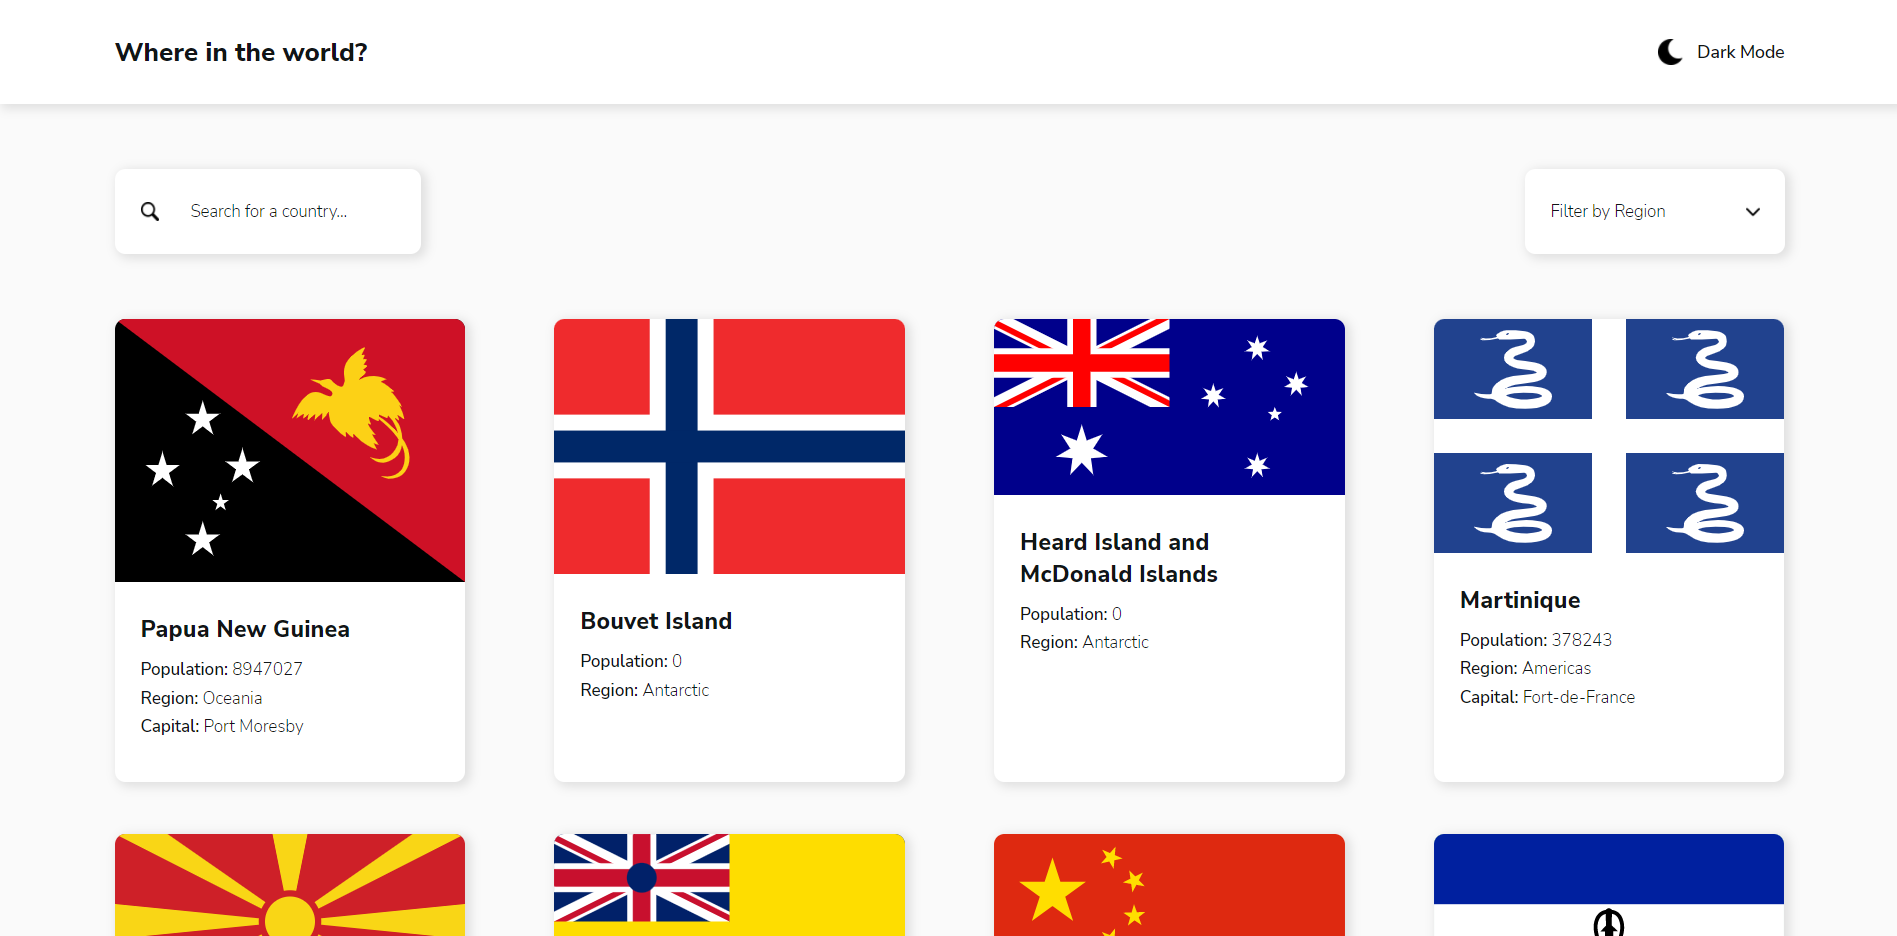 Where in the world?
Dark Mode
Search for a country...
Filter by Region
Papua New Guinea
Population: 8947027
Region: Oceania
Capital: Port Moresby
Bouvet Island
Population: 0
Region: Antarctic
Heard Island and
McDonald Islands
Population: 0
Region: Antarctic
Martinique
Population: 378243
Region: Americas
Capital: Fort-de-France